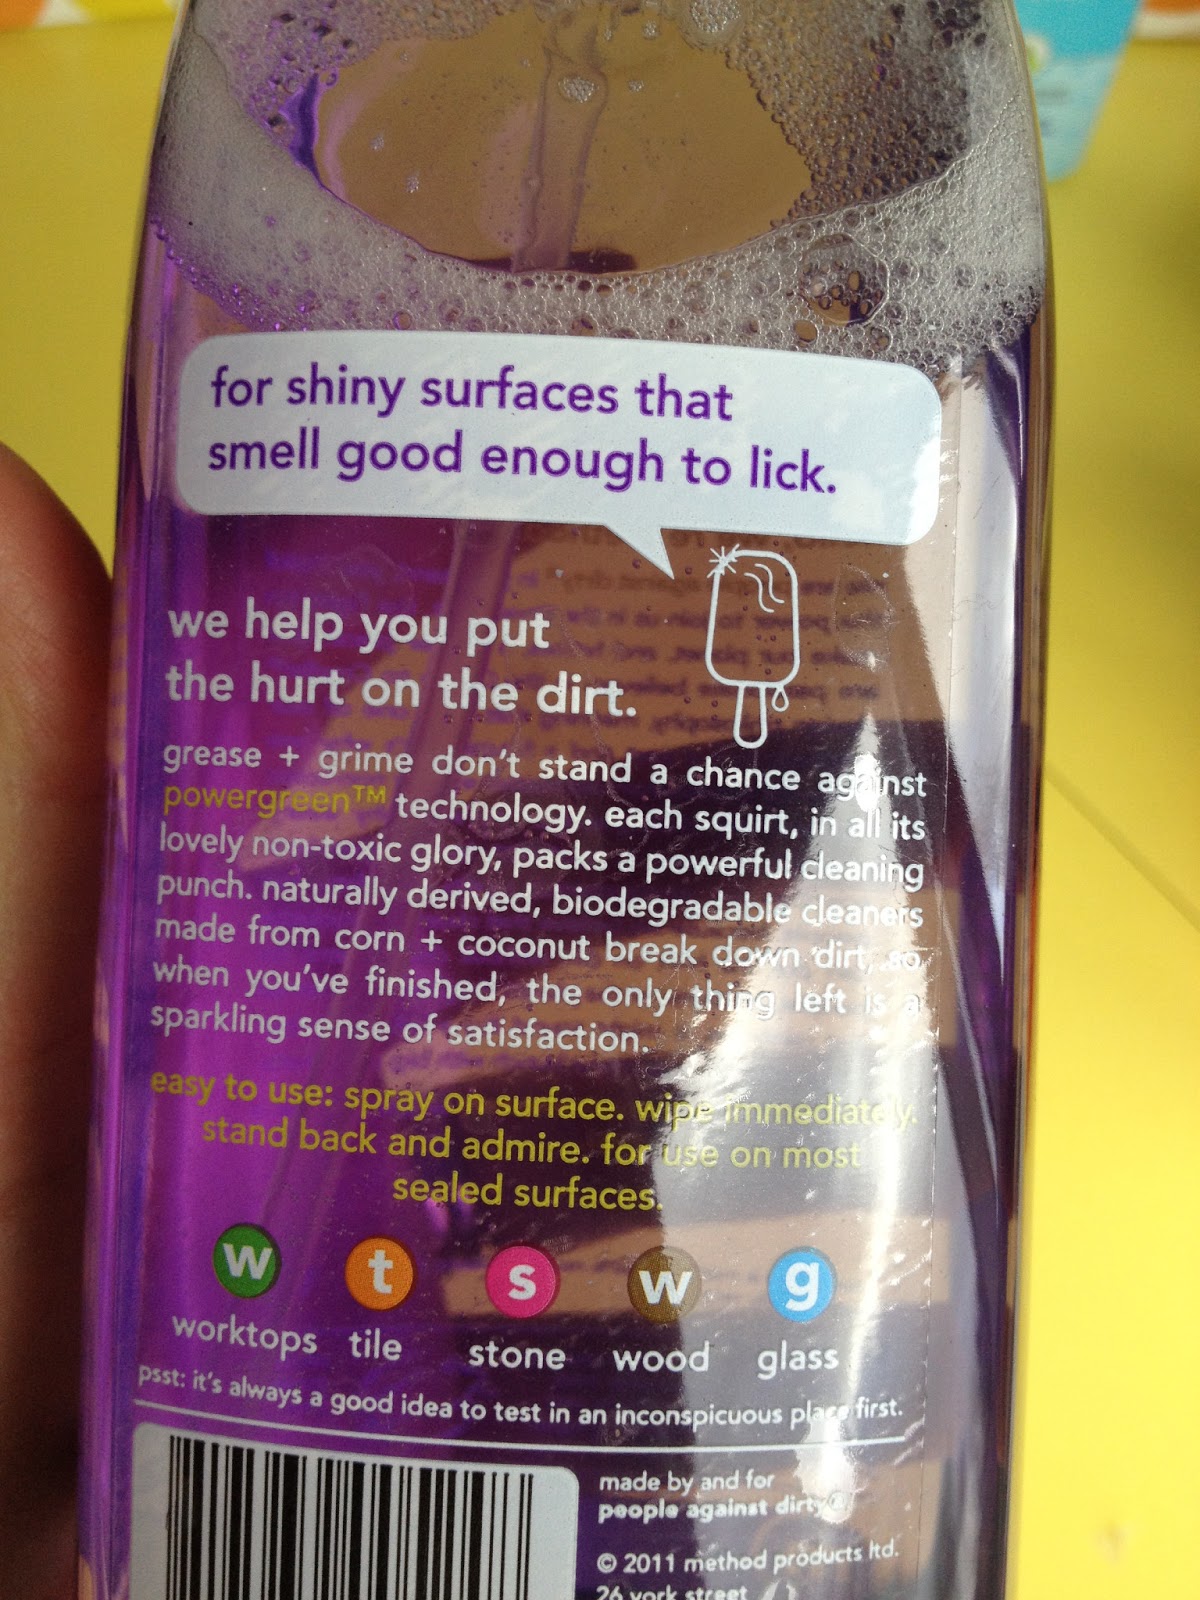 for shiny surfaces that
smell good enough to lick.
we help you put
the hurt on the dirt.
grease + grime don't stand a chance against
powergreen™ technology. each squirt, in all its
lovely non-toxic glory, packs a powerful cleaning
punch. naturally derived, biodegradable cleaners
made from corn + coconut break down dirt, so
when you've finished, the only thing left is a
sparkling sense of satisfaction.
easy to use: spray on surface. wipe immediately.
stand back and admire. for use on most
sealed surfaces.
w t s w g
worktops tile stone wood glass
psst: it's always a good idea to test in an inconspicuous place first.
made by and for
people against dirty®
© 2011 method products ltd.
26 york street